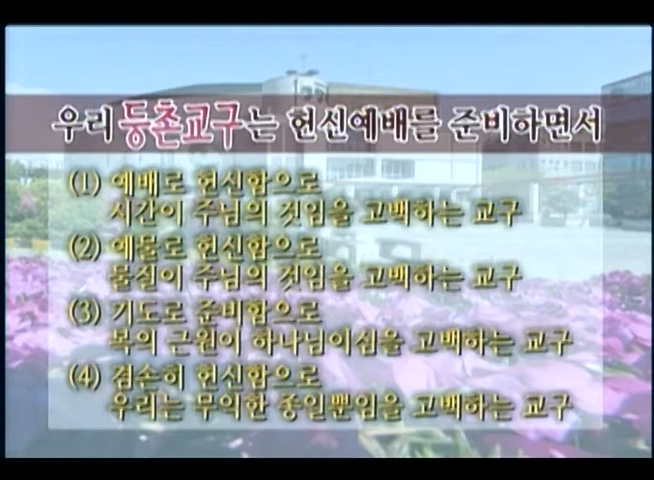 우리 등촌교구는 헌신예배를 준비하면서
(1) 예배로 헌신함으로
시간이 주님의 것임을 고백하는 교구
(2) 예물로 헌신함으로
물질이 주님의 것임을 고백하는 교구
(3) 기도로 준비함으로
복의 근원이 하나님이심을 고백하는 교구
(4) 겸손히 헌신함으로
우리는 무익한 종일뿐임을 고백하는 교구